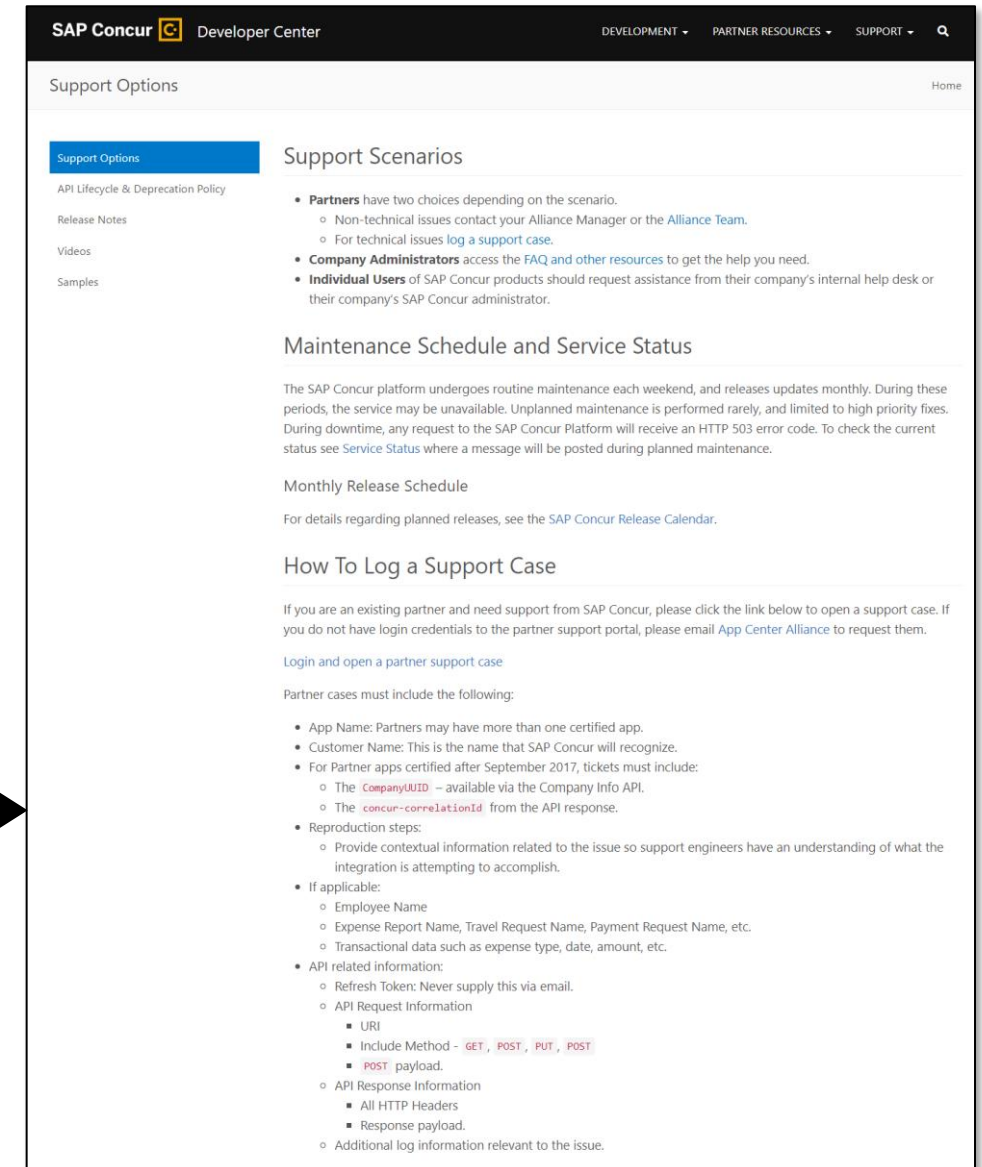 SAP Concur C Developer Center
DEVELOPMENT PARTNER RESOURCES SUPPORT
Support Options
Home
Support Options
API Lifecycle & Deprecation Policy
Release Notes
Videos
Samples
Support Scenarios
• Partners have two choices depending on the scenario.
Non-technical issues contact your Alliance Manager or the Alliance Team.
For technical issues log a support case.
• Company Administrators access the FAQ and other resources to get the help you need.
• Individual Users of SAP Concur products should request assistance from their company's internal help desk or
their company's SAP Concur administrator.
Maintenance Schedule and Service Status
The SAP Concur platform undergoes routine maintenance each weekend, and releases updates monthly. During these
periods, the service may be unavailable. Unplanned maintenance is performed rarely, and limited to high priority fixes.
During downtime, any request to the SAP Concur Platform will receive an HTTP 503 error code. To check the current
status see Service Status where a message will be posted during planned maintenance.
Monthly Release Schedule
For details regarding planned releases, see the SAP Concur Release Calendar.
How To Log a Support Case
If you are an existing partner and need support from SAP Concur, please click the link below to open a support case. If
you do not have login credentials to the partner support portal, please email App Center Alliance to request them.
Login and open a partner support case
Partner cases must include the following:
• App Name: Partners may have more than one certified app.
• Customer Name: This is the name that SAP Concur will recognize.
• For Partner apps certified after September 2017, tickets must include:
The CompanyUUID – available via the Company Info API.
The concur-correlationId from the API response.
• Reproduction steps:
Provide contextual information related to the issue so support engineers have an understanding of what the
integration is attempting to accomplish.
• If applicable:
Employee Name
Expense Report Name, Travel Request Name, Payment Request Name, etc.
Transactional data such as expense type, date, amount, etc.
• API related information:
Refresh Token: Never supply this via email.
API Request Information
URI
Include Method - GET, POST, PUT, POST
POST payload.
API Response Information
All HTTP Headers
Response payload.
Additional log information relevant to the issue.